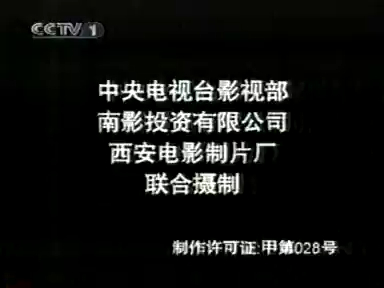 CCTV 1
中央电视台影视部
南影投资有限公司
西安电影制片厂
联合摄制
制作许可证:甲第028号